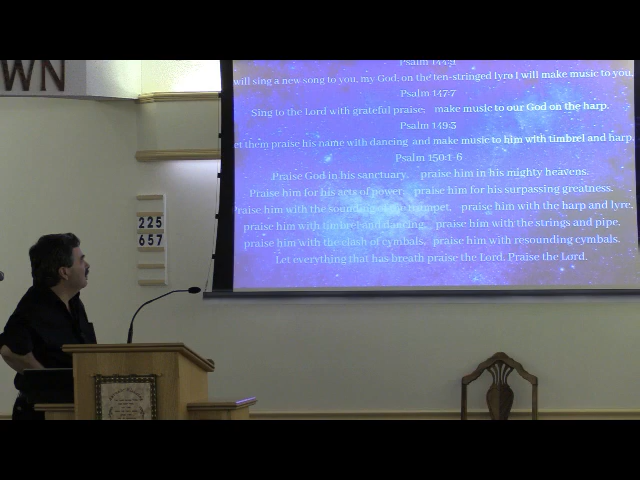 WN
Psalm 144:9
will sing a new song to you, my God, on the ten-stringed lyre I will make music to you,
Psalm 147:7
Sing to the Lord with grateful praise; make music to our God on the harp.
Psalm 149:3
et them praise his name with dancing and make music to him with timbrel and harp.
Psalm 150:1-6
Praise God in his sanctuary; praise him in his mighty heavens.
Praise him for his acts of power; praise him for his surpassing greatness.
Praise him with the sounding trumpet, praise him with the harp and lyre,
praise him with timbrel and dancing, praise him with the strings and pipe,
praise him with the clash of cymbals, praise him with resounding cymbals.
Let everything that has breath praise the Lord. Praise the Lord.
225
657